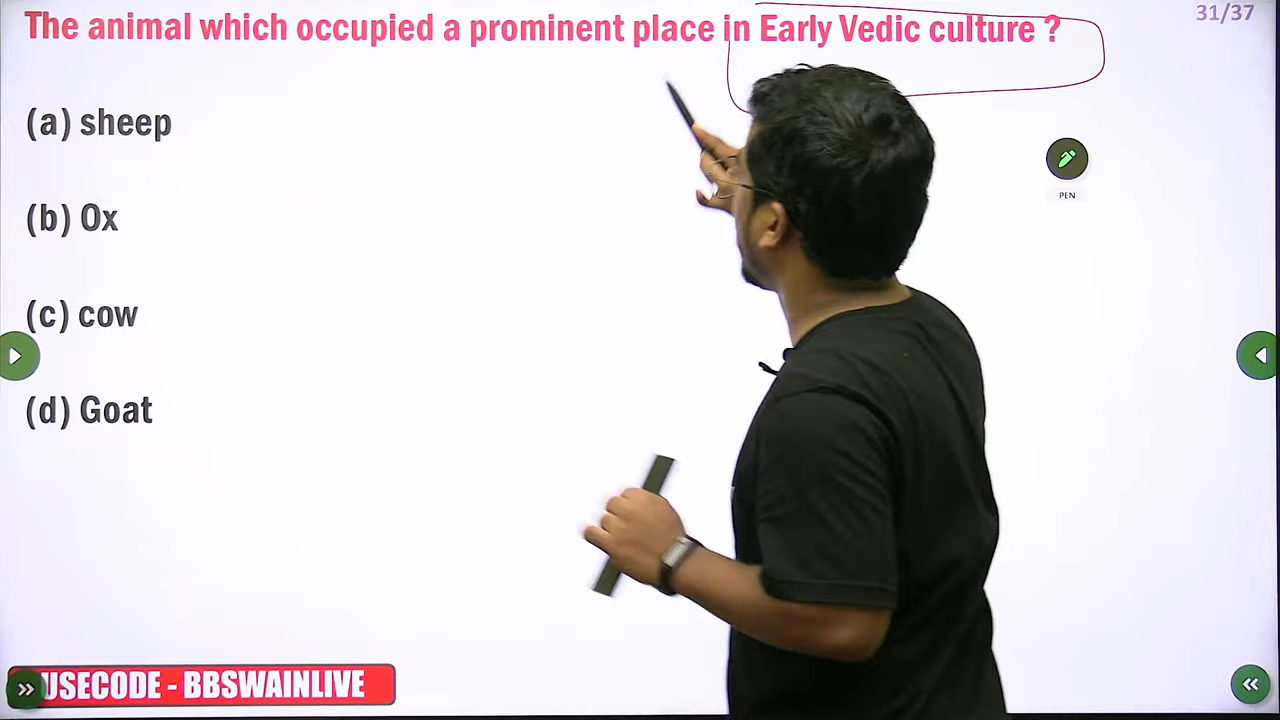 The animal which occupied a prominent place in Early Vedic culture ?
31/37
(a) sheep
PEN
(b) Ox
(c) cow
(d) Goat
USECODE - BBSWAINLIVE